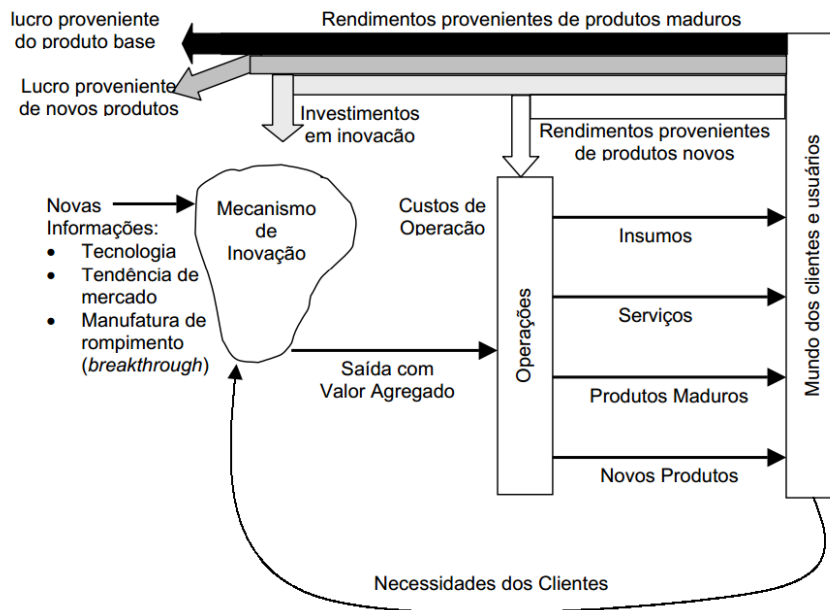 lucro proveniente
do produto base
Rendimentos provenientes de produtos maduros
Lucro proveniente
de novos produtos
Investimentos
em inovacão
Rendimentos provenientes
de produtos novos
Novas
Informações:
• Tecnologia
• Tendência de
mercado
• Manufatura de
rompimento
(breakthrough)
Mecanismo
de
Inovação
Custos de
Operacão
Saída com
Valor Agregado
Operações
Insumos
Serviços
Produtos Maduros
Novos Produtos
Mundo dos clientes e usuários
Necessidades dos Clientes